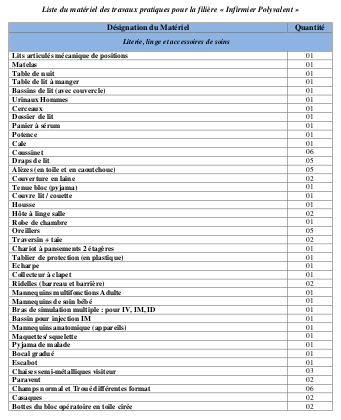 Liste du matériel des travaux pratiques pour la filière « Infirmier Polyvalent »
Désignation du Matériel Quantité
Literie, linge et accessoires de soins
Lits articulés mécanique de positions 01
Matelas 01
Table de nuit 01
Table de lit à manger 01
Bassins de lit (avec couvercle) 01
Urinaux Hommes 01
Cerceaux 01
Dossier de lit 01
Panier à sérum 01
Potence 01
Cale 01
Coussinet 06
Draps de lit 05
Alèzes (en toile et en caoutchouc) 05
Couverture en laine 02
Tenue bloc (pyjama) 01
Couvre lit / couette 01
Housse 01
Hôte à linge salle 02
Robe de chambre 01
Oreillers 05
Traversin + taie 02
Chariot à pansements 2 étagères 01
Tablier de protection (en plastique) 01
Echarpe 01
Collecteur à clapet 01
Ridelles (barreau et barrière) 02
Mannequins multifonctions Adulte 01
Mannequins de soin bébé 01
Bras de simulation multiple : pour IV, IM, ID 01
Bassin pour injection IM 01
Mannequins anatomique (appareils) 01
Maquettes/ squelette 01
Pyjama de malade 01
Bocal gradué 01
Escabot 01
Chaises semi-métalliques visiteur 03
Paravent 02
Champs normal et Troué différentes format 06
Casaques 02
Bottes du bloc opératoire en toile cirée 02